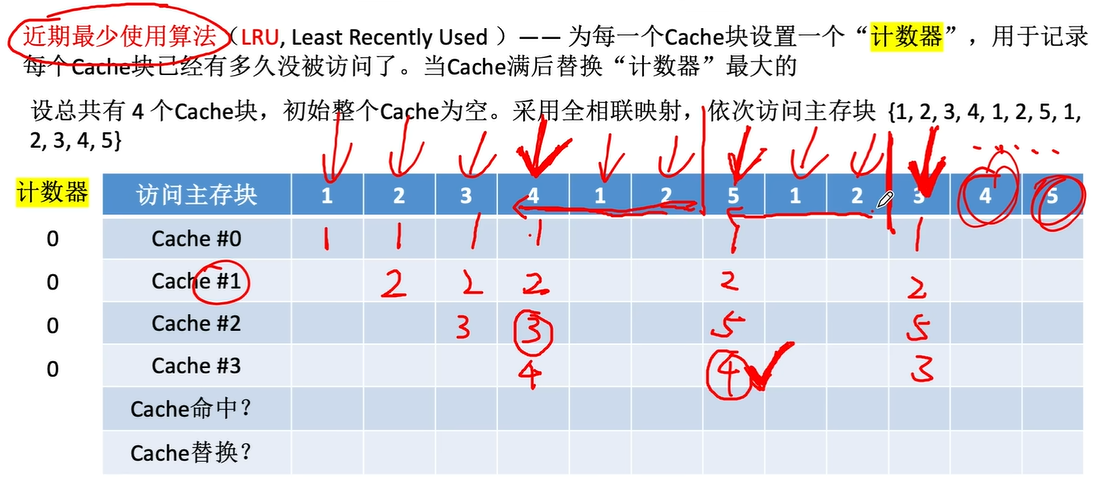 近期最少使用算法（LRU, Least Recently Used ）—— 为每一个Cache块设置一个“计数器”，用于记录
每个Cache块已经有多久没被访问了。当Cache满后替换“计数器”最大的
设总共有 4 个Cache块，初始整个Cache为空。采用全相联映射，依次访问主存块 {1, 2, 3, 4, 1, 2, 5, 1,
2, 3, 4, 5}
计数器 访问主存块 1 2 3 4 1 2 5 1 2 3 4 5
0 Cache #0 1 1 1 1 1 1
0 Cache #1 2 2 2 2 2
0 Cache #2 3 3 5 5
0 Cache #3 4 4 3
Cache命中?
Cache替换?